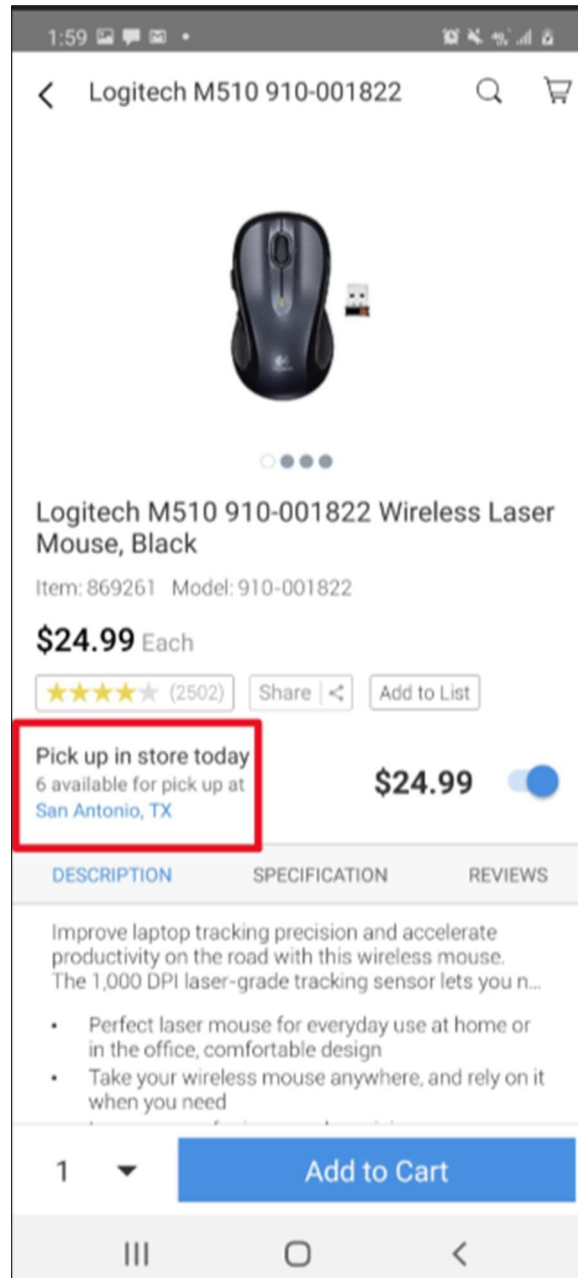 1:59
Logitech M510 910-001822
Logitech M510 910-001822 Wireless Laser
Mouse, Black
Item: 869261 Model: 910-001822
$24.99 Each
(2502) Share Add to List
Pick up in store today
6 available for pick up at
San Antonio, TX
$24.99
DESCRIPTION SPECIFICATION REVIEWS
Improve laptop tracking precision and accelerate
productivity on the road with this wireless mouse.
The 1,000 DPI laser-grade tracking sensor lets you n...
• Perfect laser mouse for everyday use at home or
in the office, comfortable design
• Take your wireless mouse anywhere, and rely on it
when you need
1 Add to Cart